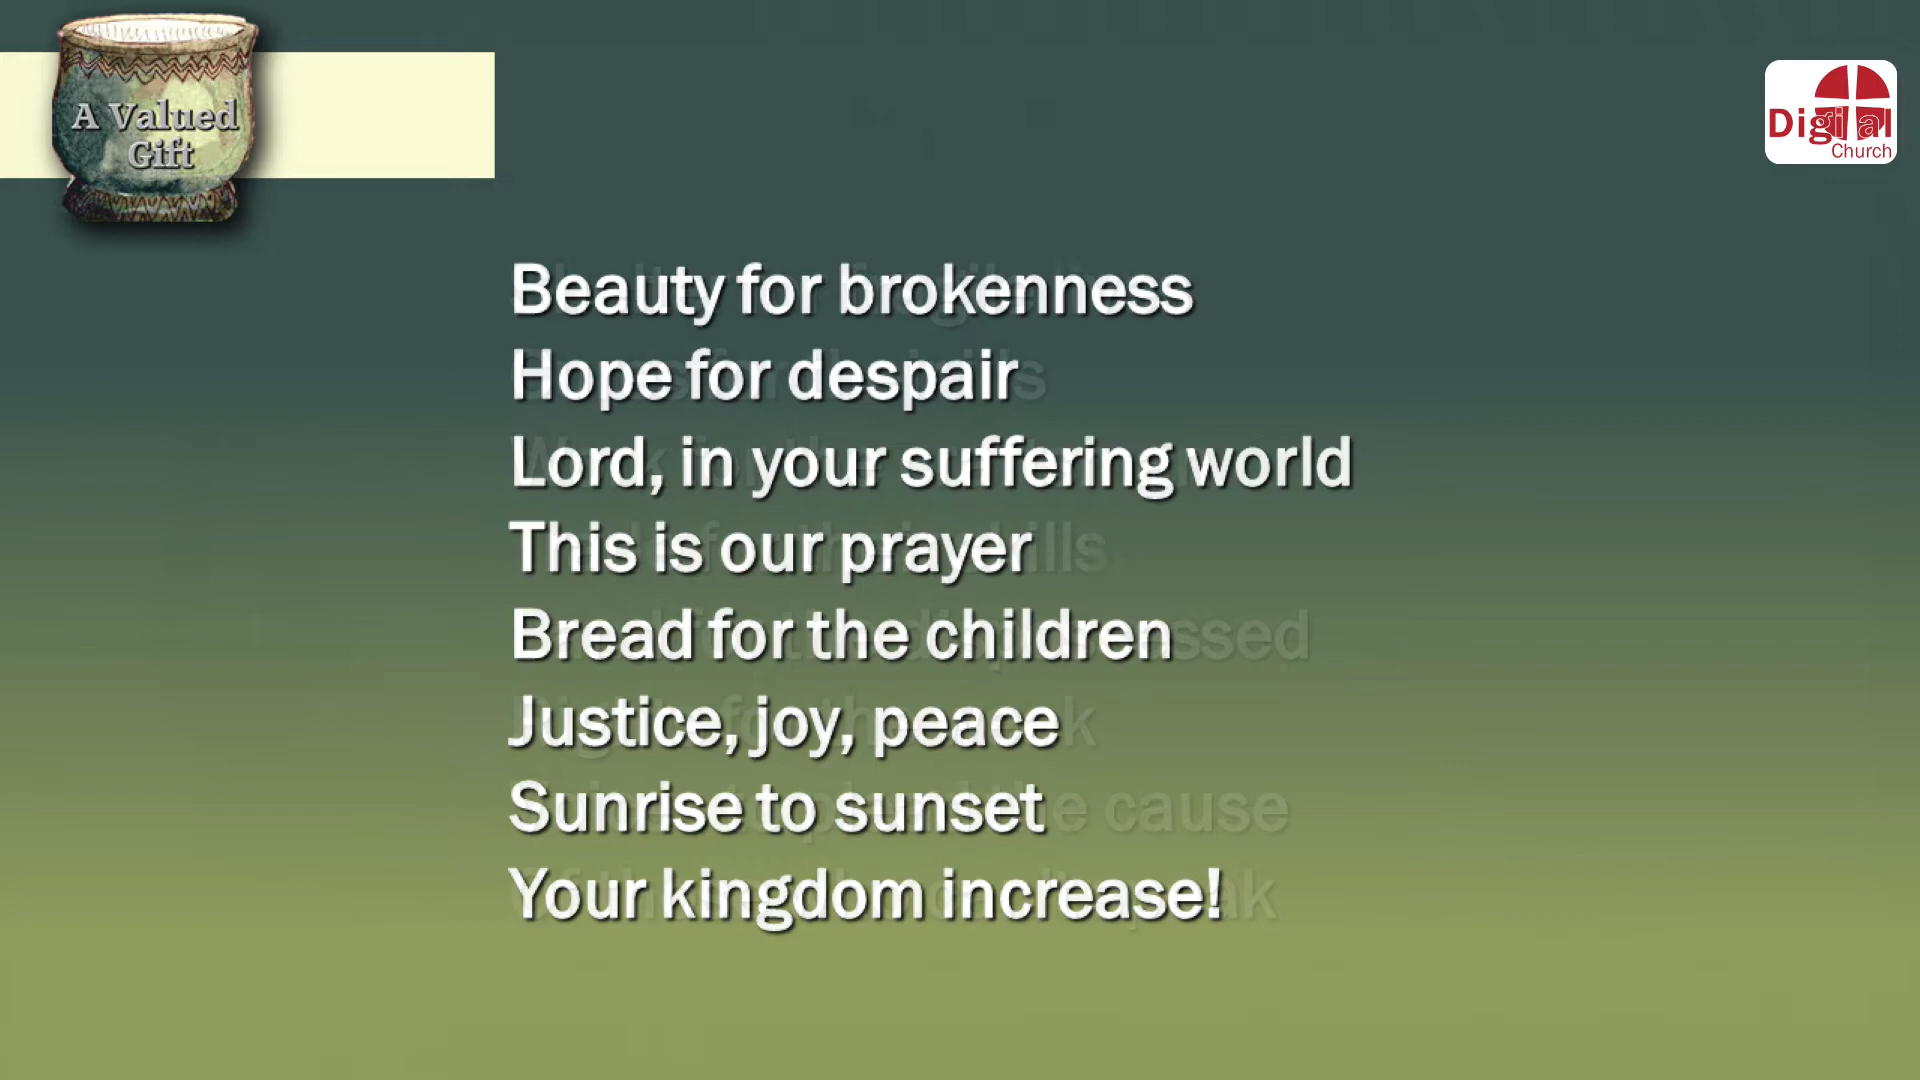 A Valued
Gift
Digital
Church
Beauty for brokenness
Hope for despair
Lord, in your suffering world
This is our prayer
Bread for the children
Justice, joy, peace
Sunrise to sunset
Your kingdom increase!